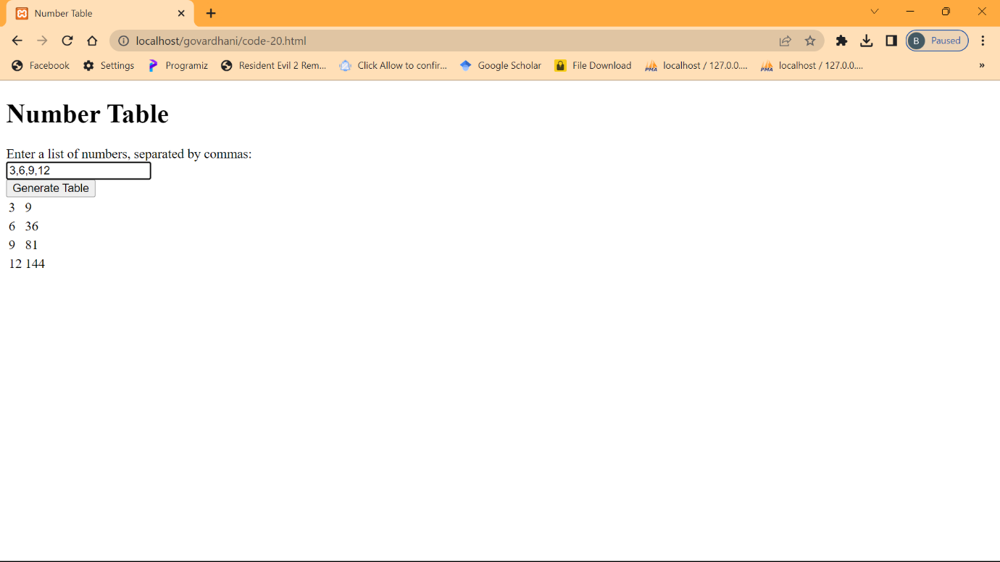 Number Table
localhost/govardhani/code-20.html
B Paused
Facebook Settings Programiz Resident Evil 2 Rem... Click Allow to confir... Google Scholar File Download PMA localhost / 127.0.0.... PMA localhost / 127.0.0.... »
Number Table
Enter a list of numbers, separated by commas:
3,6,9,12
Generate Table
3 9
6 36
9 81
12 144